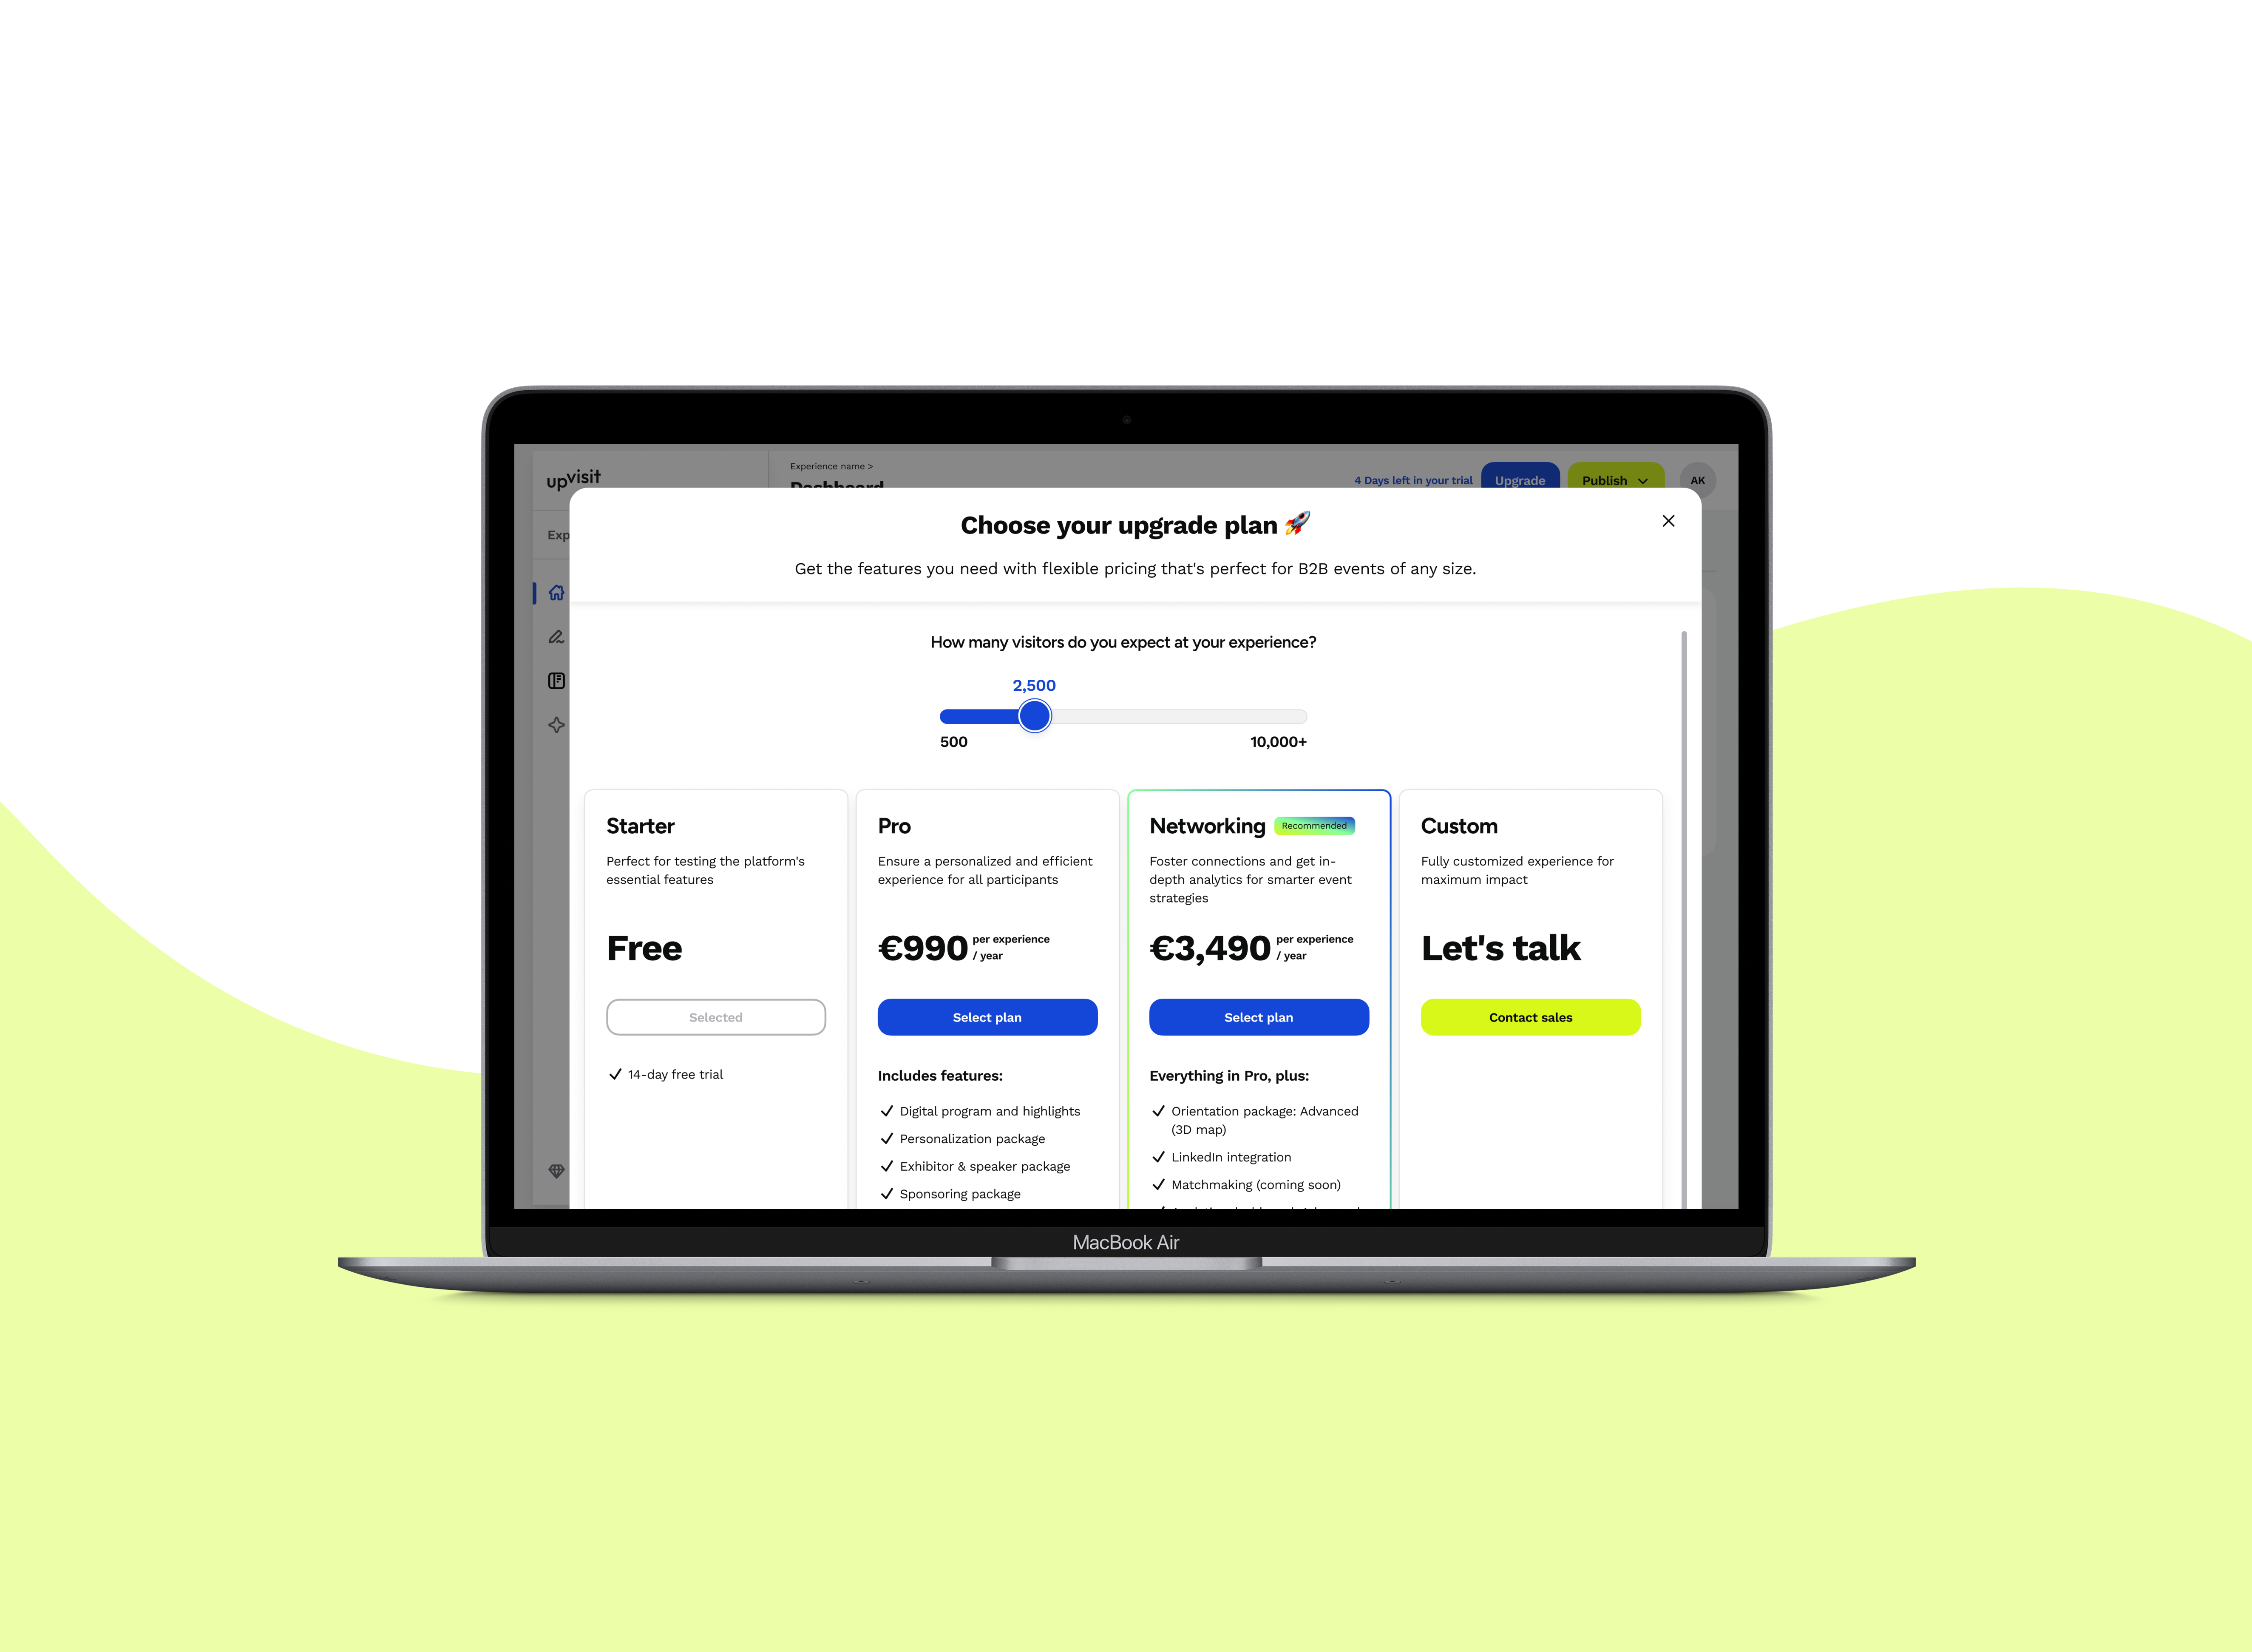 upvisit
Experience name >
Dashboard
4 Days left in your trial
Upgrade
Publish
AK
Exp
Choose your upgrade plan 🚀
Get the features you need with flexible pricing that's perfect for B2B events of any size.
How many visitors do you expect at your experience?
2,500
500
10,000+
Starter
Perfect for testing the platform's
essential features
Free
Selected
14-day free trial
Pro
Ensure a personalized and efficient
experience for all participants
€990 per experience
/ year
Select plan
Includes features:
Digital program and highlights
Personalization package
Exhibitor & speaker package
Sponsoring package
Networking
Recommended
Foster connections and get in-
depth analytics for smarter event
strategies
€3,490 per experience
/ year
Select plan
Everything in Pro, plus:
Orientation package: Advanced
(3D map)
LinkedIn integration
Matchmaking (coming soon)
Custom
Fully customized experience for
maximum impact
Let's talk
Contact sales
MacBook Air